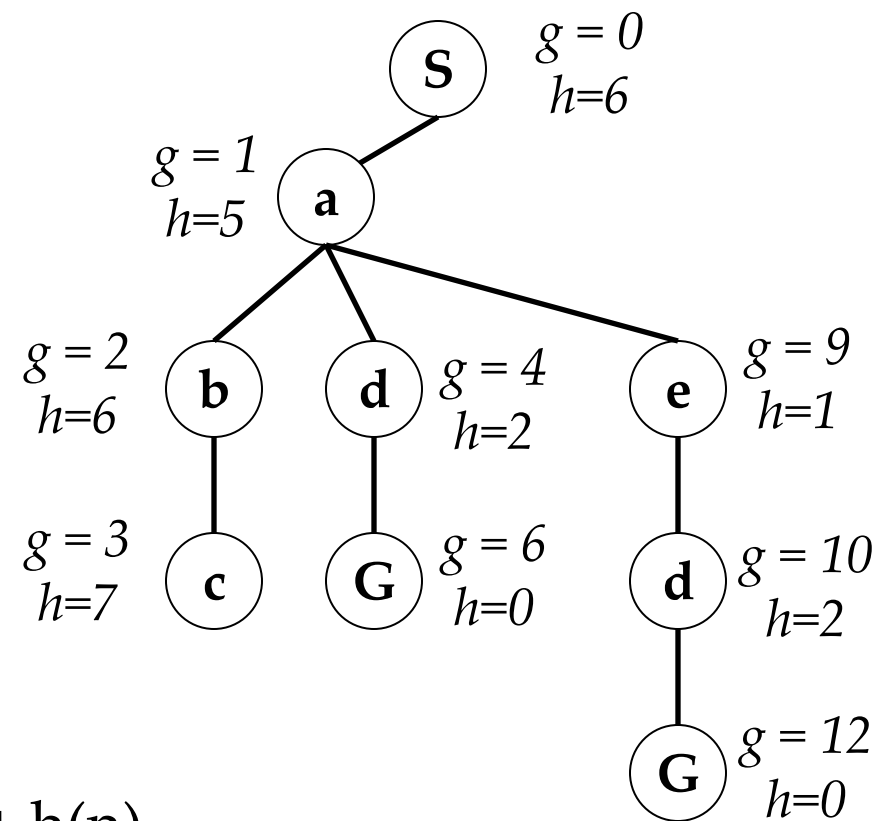 S
g = 0
h=6
g = 1
h=5
a
g = 2
h=6
b
d
g = 4
h=2
e
g = 9
h=1
g = 3
h=7
c
G
g = 6
h=0
d
g = 10
h=2
G
g = 12
h=0
h(n)